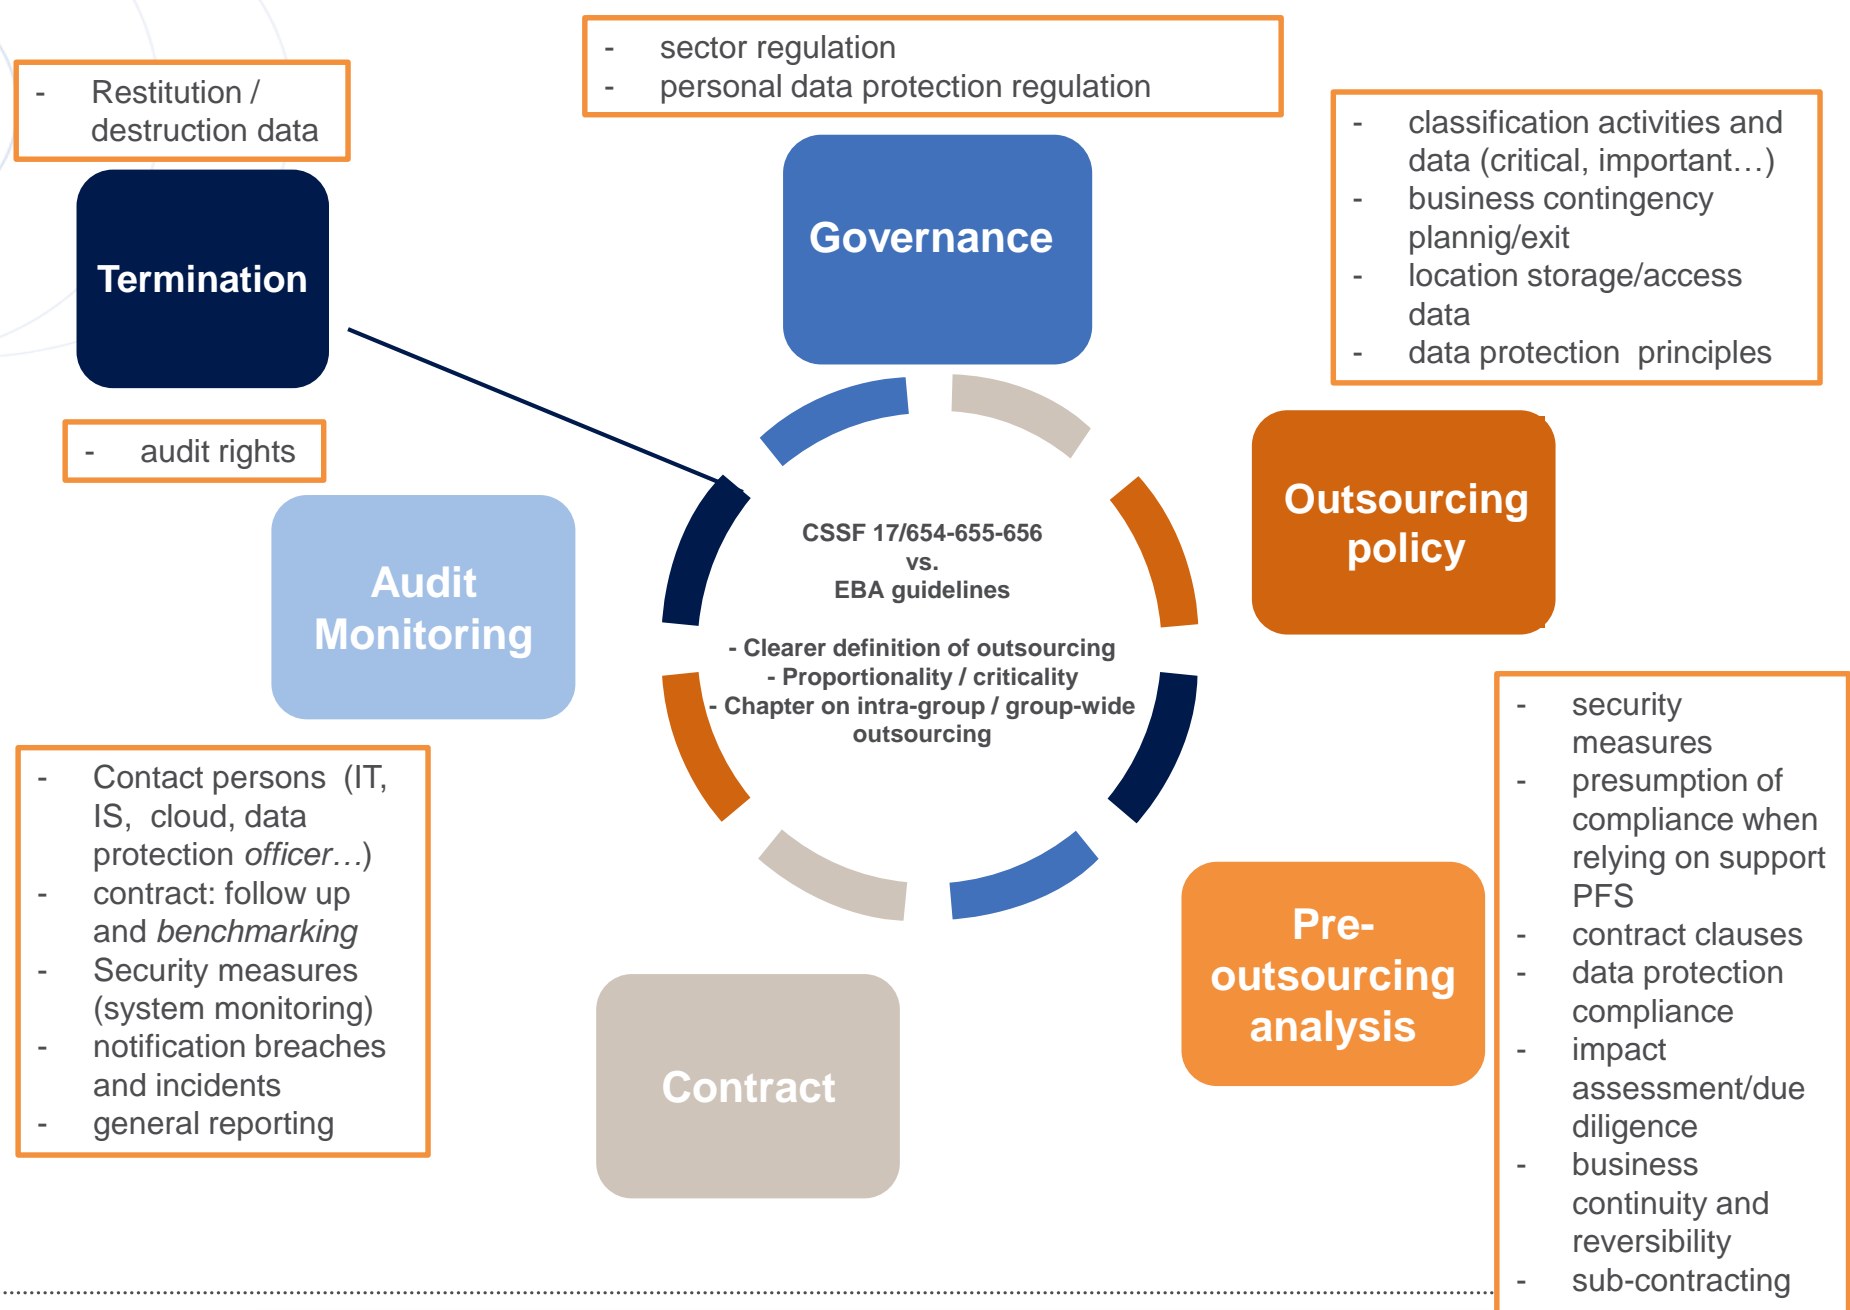 - sector regulation
- personal data protection regulation
- Restitution /
destruction data
Termination
Governance
- classification activities and
data (critical, important…)
- business contingency
plannig/exit
- location storage/access
data
- data protection principles
- audit rights
Audit
Monitoring
CSSF 17/654-655-656
vs.
EBA guidelines
- Clearer definition of outsourcing
- Proportionality / criticality
- Chapter on intra-group / group-wide
outsourcing
Outsourcing
policy
- Contact persons (IT,
IS, cloud, data
protection officer…)
- contract: follow up
and benchmarking
- Security measures
(system monitoring)
- notification breaches
and incidents
- general reporting
Contract
Pre-
outsourcing
analysis
- security
measures
- presumption of
compliance when
relying on support
PFS
- contract clauses
- data protection
compliance
- impact
assessment/due
diligence
- business
continuity and
reversibility
- sub-contracting